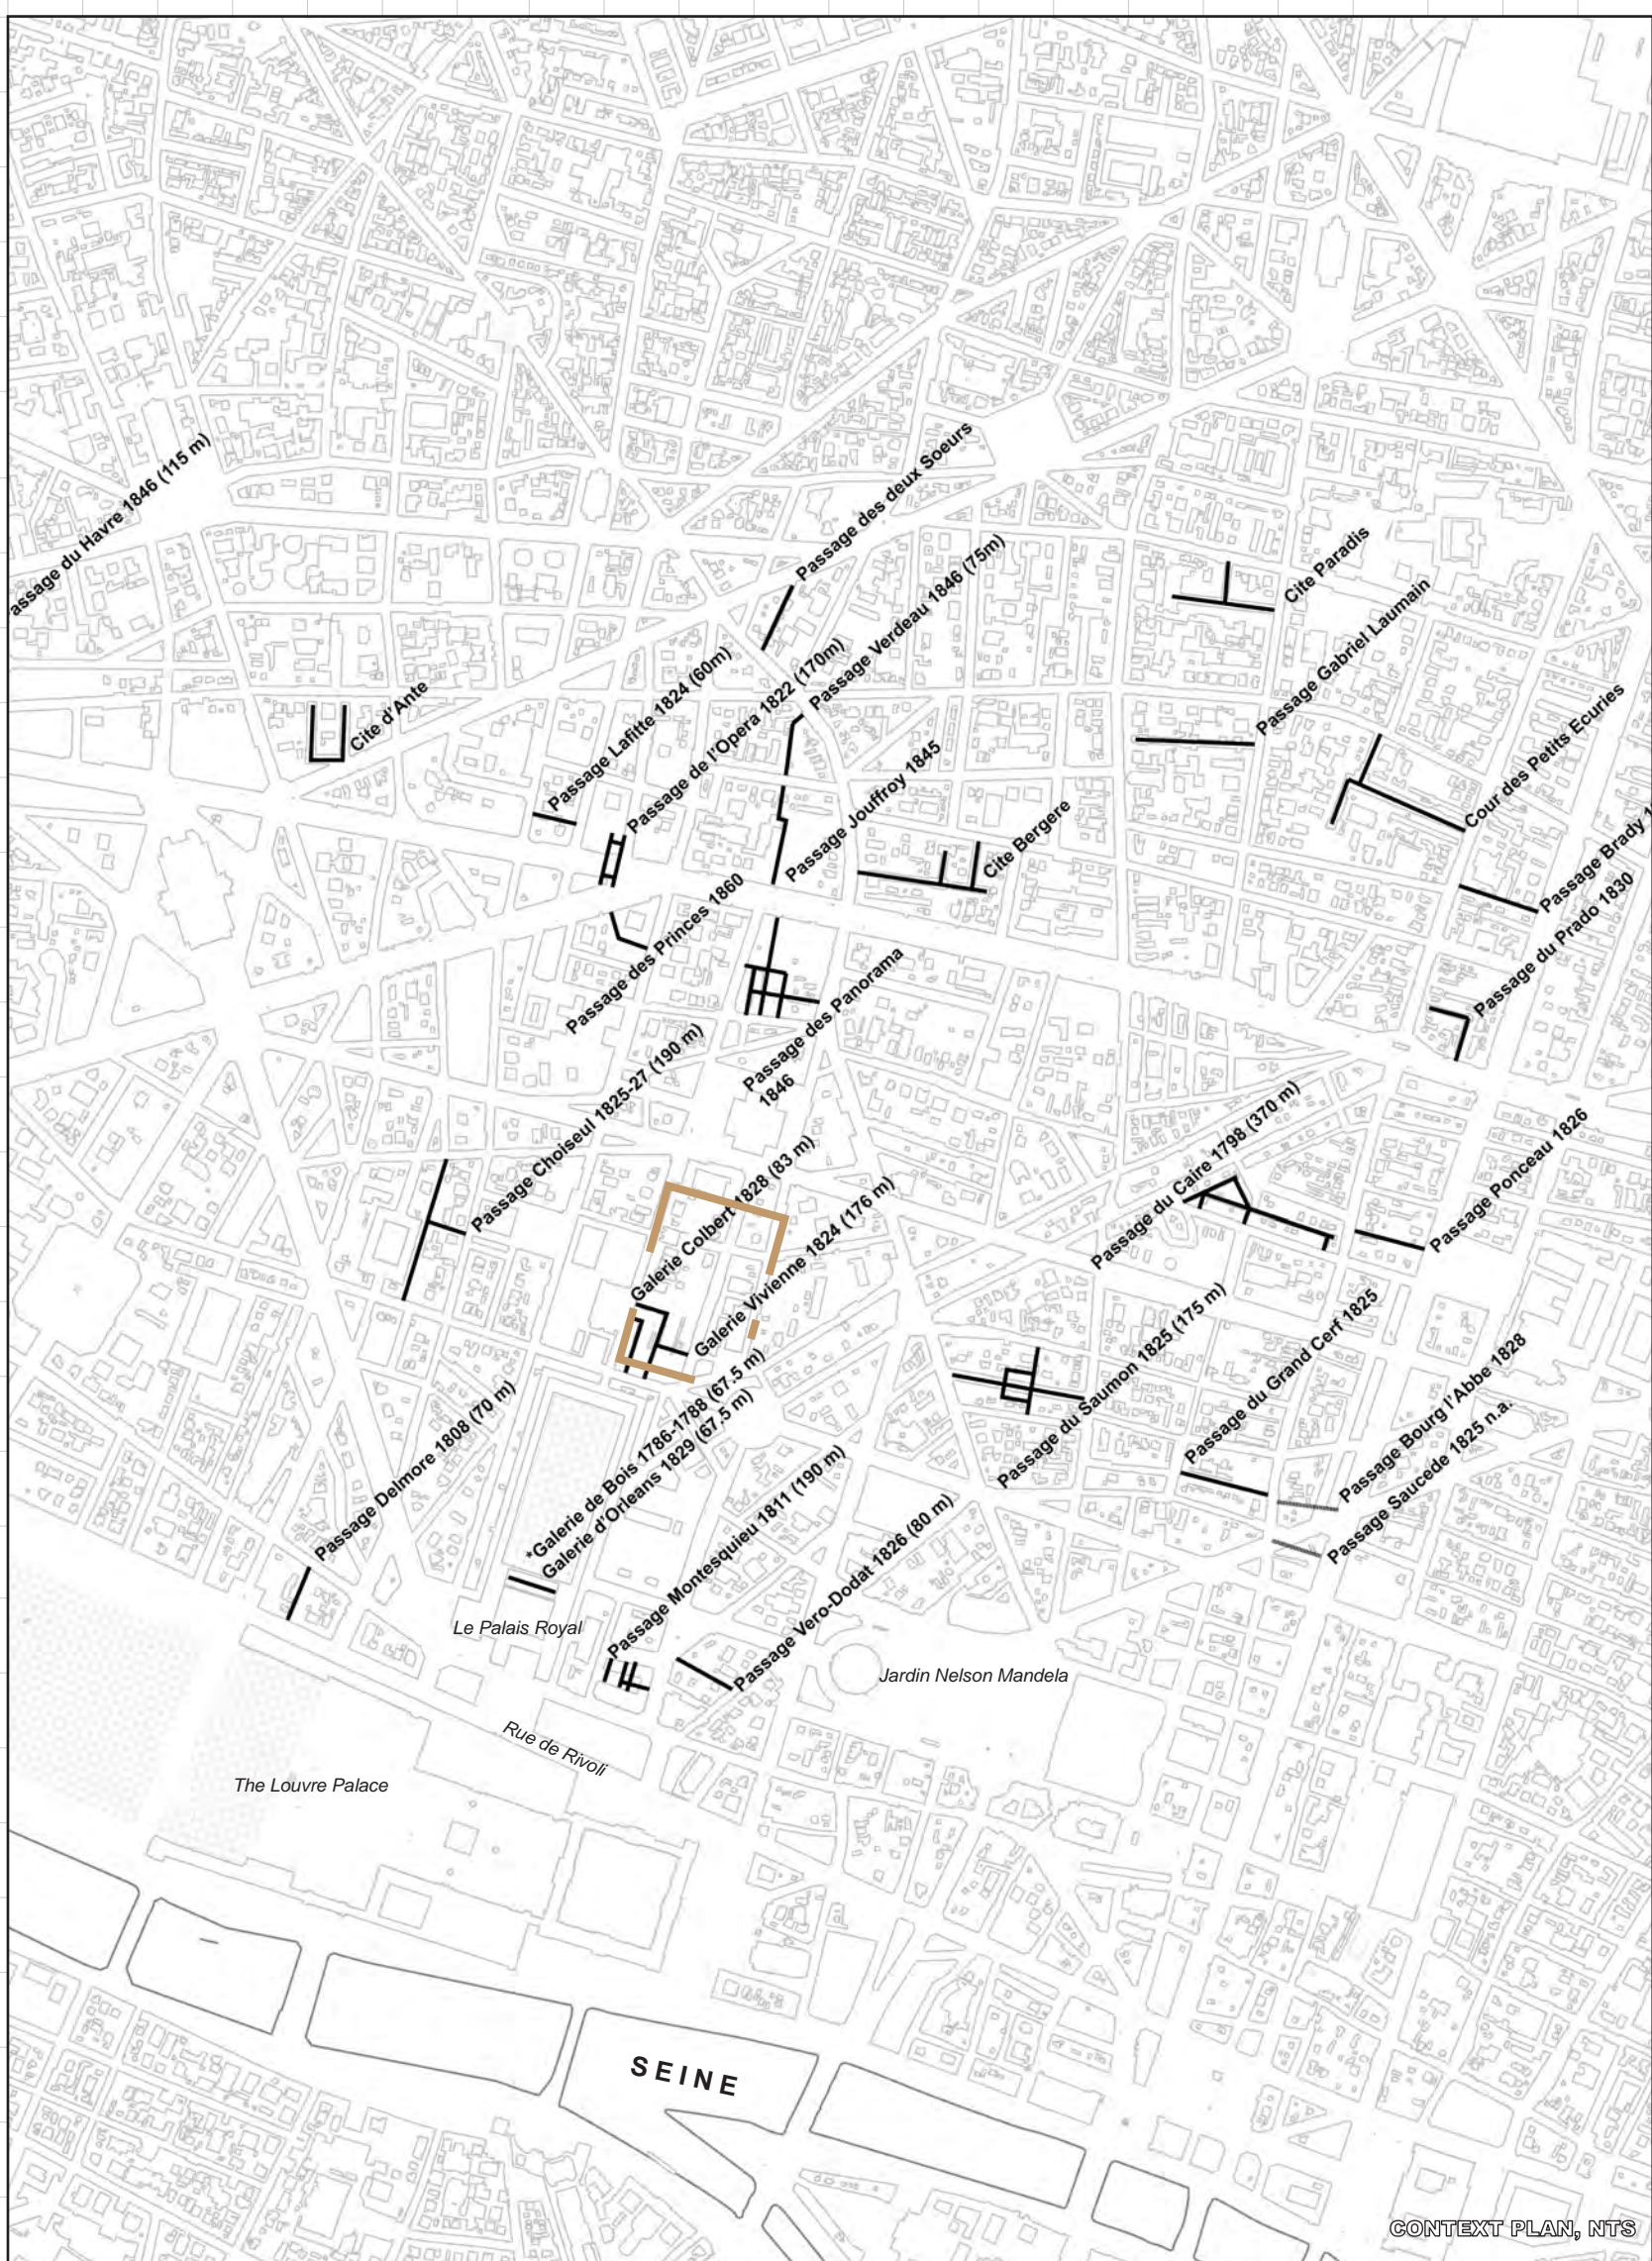 assage du Havre 1846 (115 m)
Passage des deux Soeurs
Passage Verdeau 1846 (75m)
Cite Paradis
Passage Gabriel Laumain
Cite d'Ante
Passage Lafitte 1824 (60m)
Passage de l'Opera 1822 (170m)
Passage Jouffroy 1845
Cite Bergere
Cour des Petits Ecuries
Passage Brady 1
Passage du Prado 1830
Passage des Princes 1860
Passage des Panorama
1846
Passage Choiseul 1825-27 (190 m)
Galerie Colbert 1828 (83 m)
Galerie Vivienne 1824 (176 m)
Passage du Caire 1798 (370 m)
Passage Ponceau 1826
Passage du Saumon 1825 (175 m)
Passage du Grand Cerf 1825
Passage Bourg l'Abbe 1828
Passage Saucede 1825 n.a.
Passage Delmore 1808 (70 m)
*Galerie de Bois 1786-1788 (67.5 m)
Galerie d'Orleans 1829 (67.5 m)
Passage Montesquieu 1811 (190 m)
Passage Vero-Dodat 1826 (80 m)
Le Palais Royal
Jardin Nelson Mandela
Rue de Rivoli
The Louvre Palace
SEINE
CONTEXT PLAN, NTS